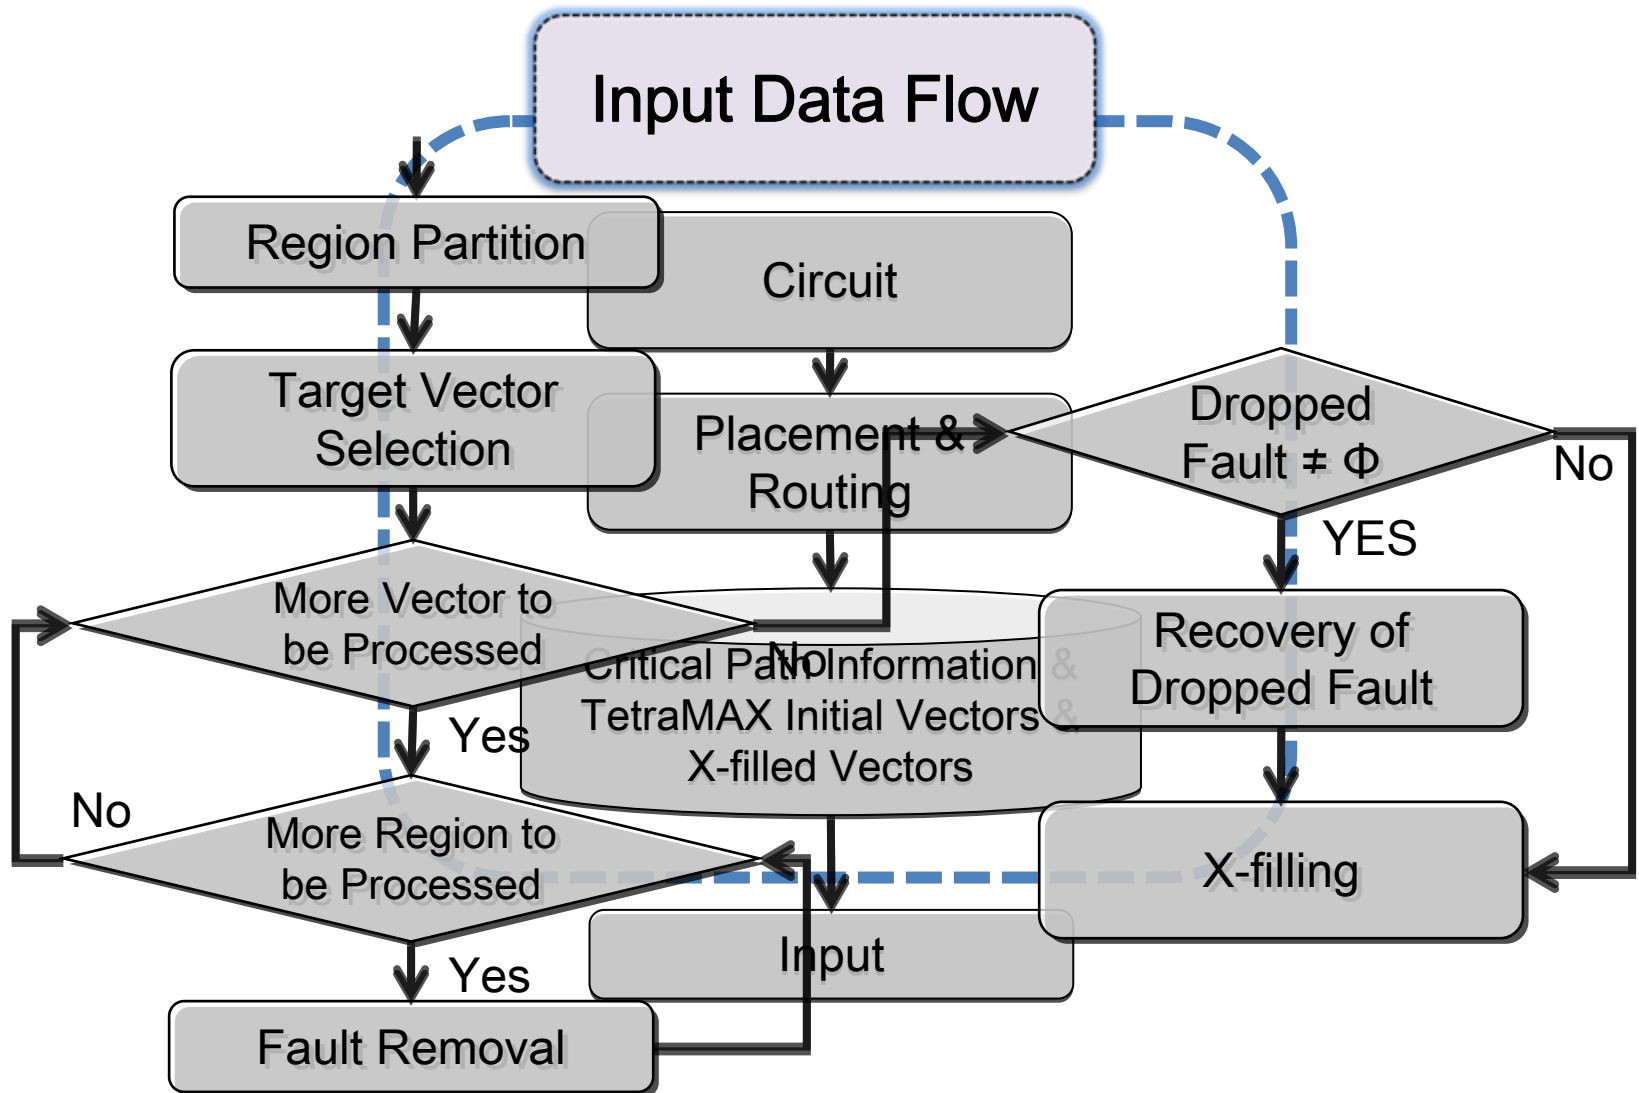 Input Data Flow
Region Partition
Circuit
Target Vector
Selection
Placement &
Routing
Dropped
Fault ≠ Φ
No
YES
More Vector to
be Processed
No
Critical Path Information &
TetraMAX Initial Vectors &
X-filled Vectors
Recovery of
Dropped Fault
Yes
No
More Region to
be Processed
X-filling
Input
Yes
Fault Removal